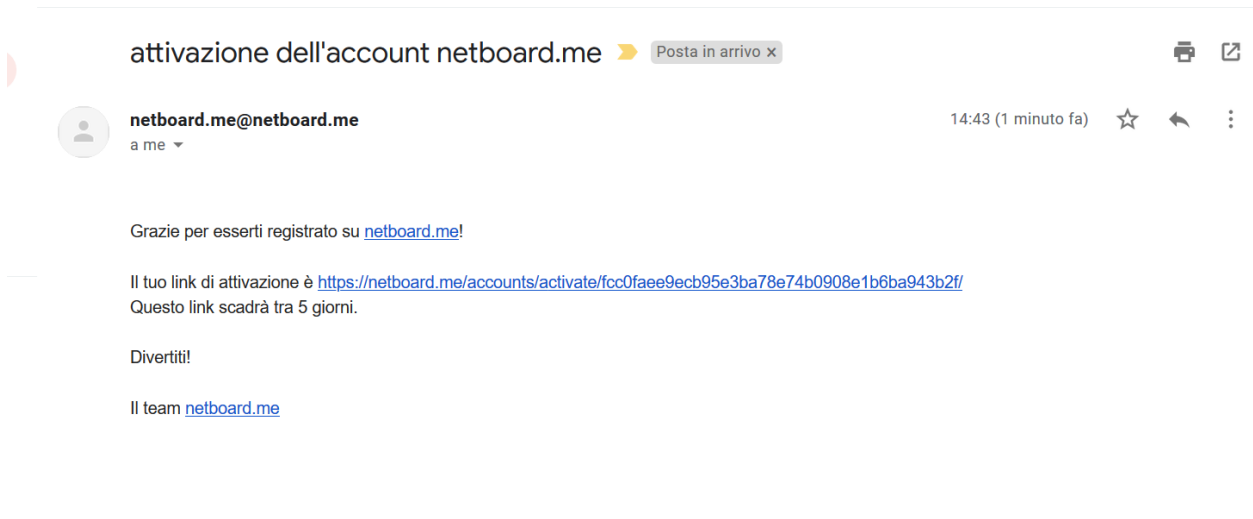 attivazione dell'account netboard.me Posta in arrivo x
netboard.me@netboard.me 14:43 (1 minuto fa)
a me
Grazie per esserti registrato su netboard.me!
Il tuo link di attivazione è https://netboard.me/accounts/activate/fcc0faee9ecb95e3ba78e74b0908e1b6ba943b2f/
Questo link scadrà tra 5 giorni.
Divertiti!
Il team netboard.me